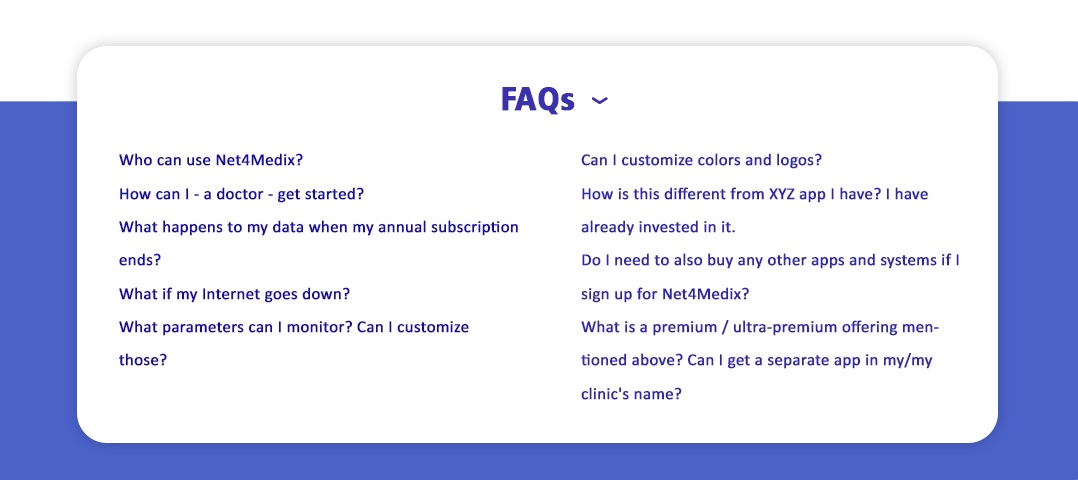 FAQs
Who can use Net4Medix?
How can I - a doctor - get started?
What happens to my data when my annual subscription
ends?
What if my Internet goes down?
What parameters can I monitor? Can I customize
those?
Can I customize colors and logos?
How is this different from XYZ app I have? I have
already invested in it.
Do I need to also buy any other apps and systems if I
sign up for Net4Medix?
What is a premium / ultra-premium offering men-
tioned above? Can I get a separate app in my/my
clinic's name?